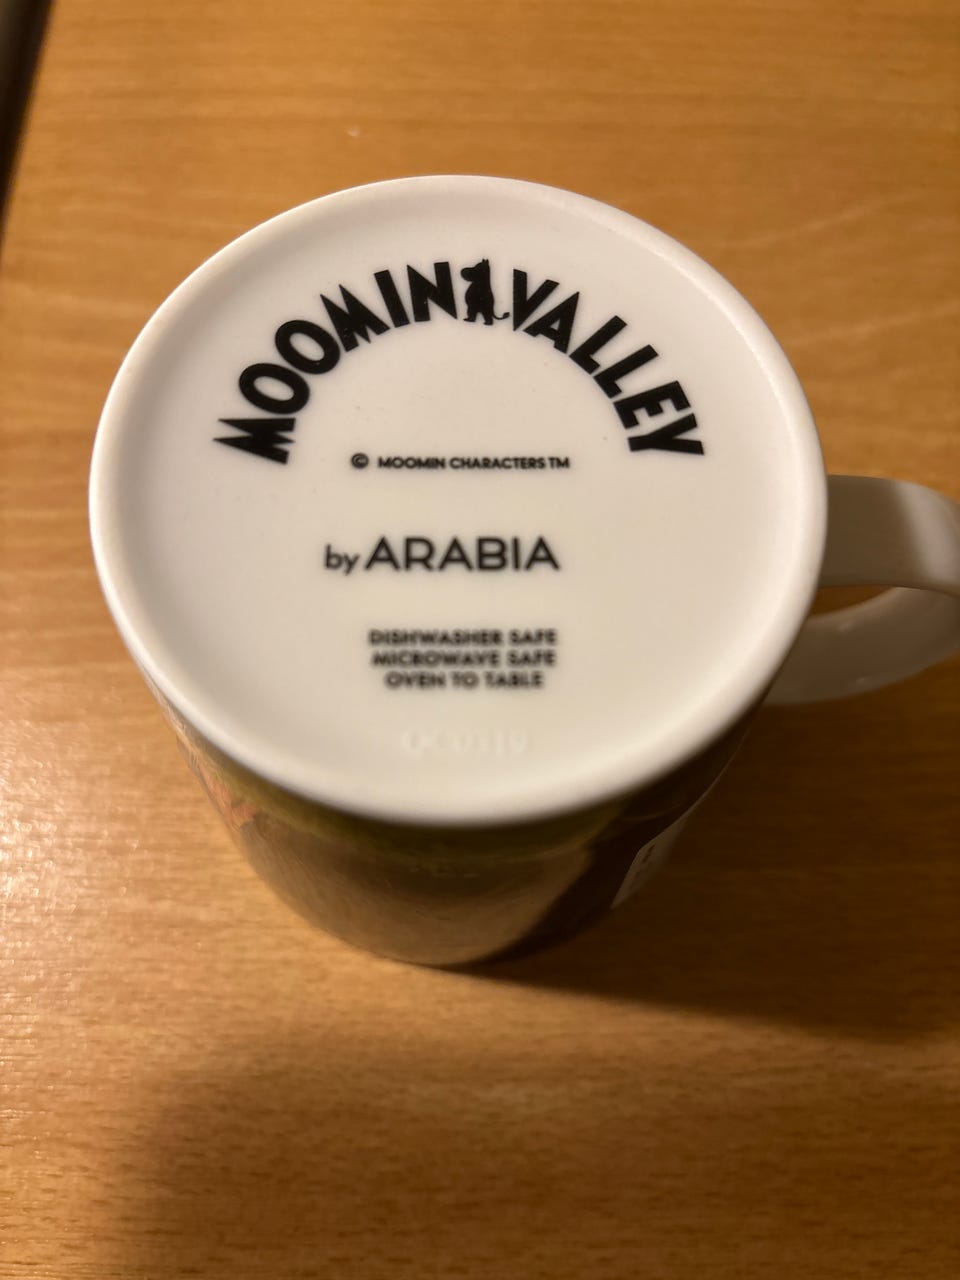 MOOMINVALLEY
© MOOMIN CHARACTERS TM
by ARABIA
DISHWASHER SAFE
MICROWAVE SAFE
OVEN TO TABLE